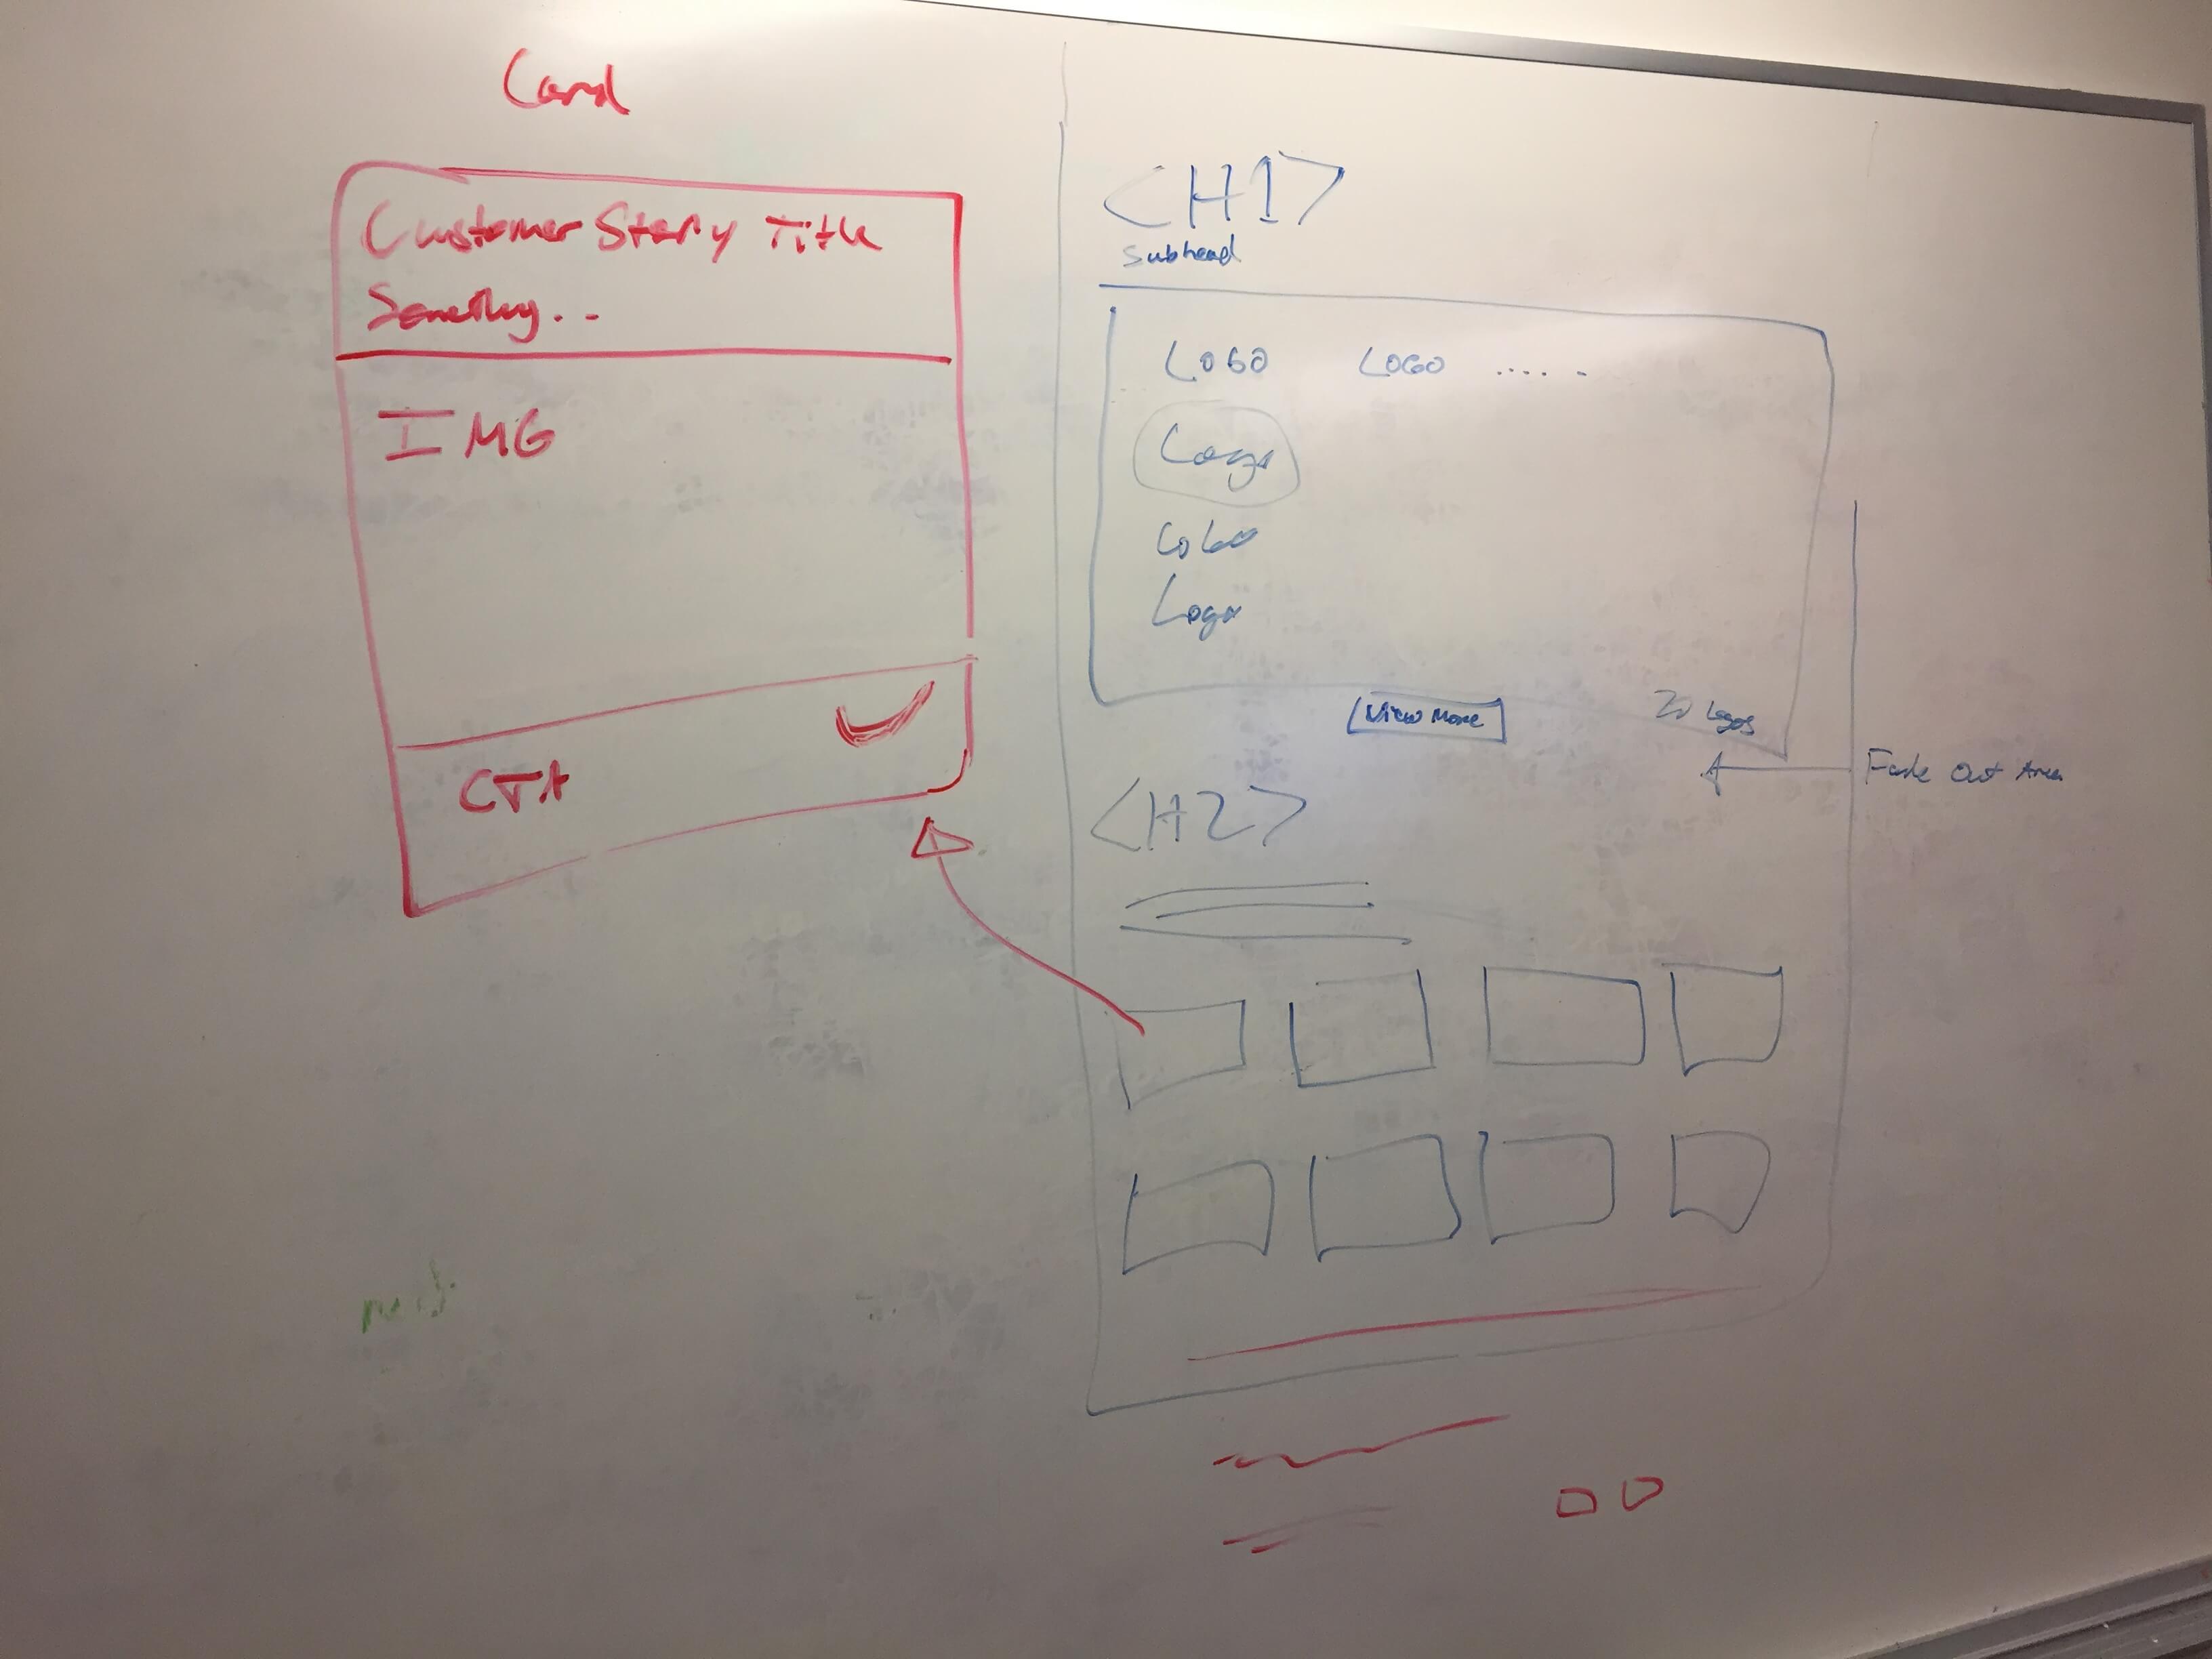 Card
Customer Story Title
Something..
IMG
CTA
<H1>
Subhead
LOGO LOGO ..... -
Logo
LOGO
Logo
View More
20 Logos
Fade Out Area
<H2>